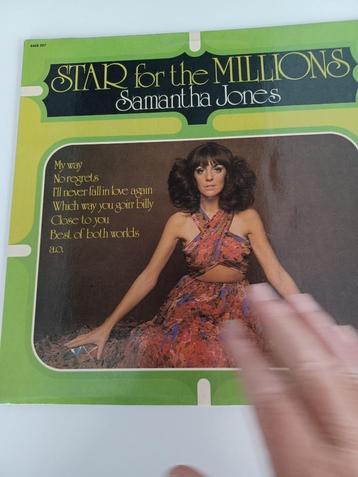 STAR for the MILLIONS
Samantha Jones
My way
No regrets
I'll never fall in love again
Which way you goin' billy
Close to you
Best of both worlds
a.o.